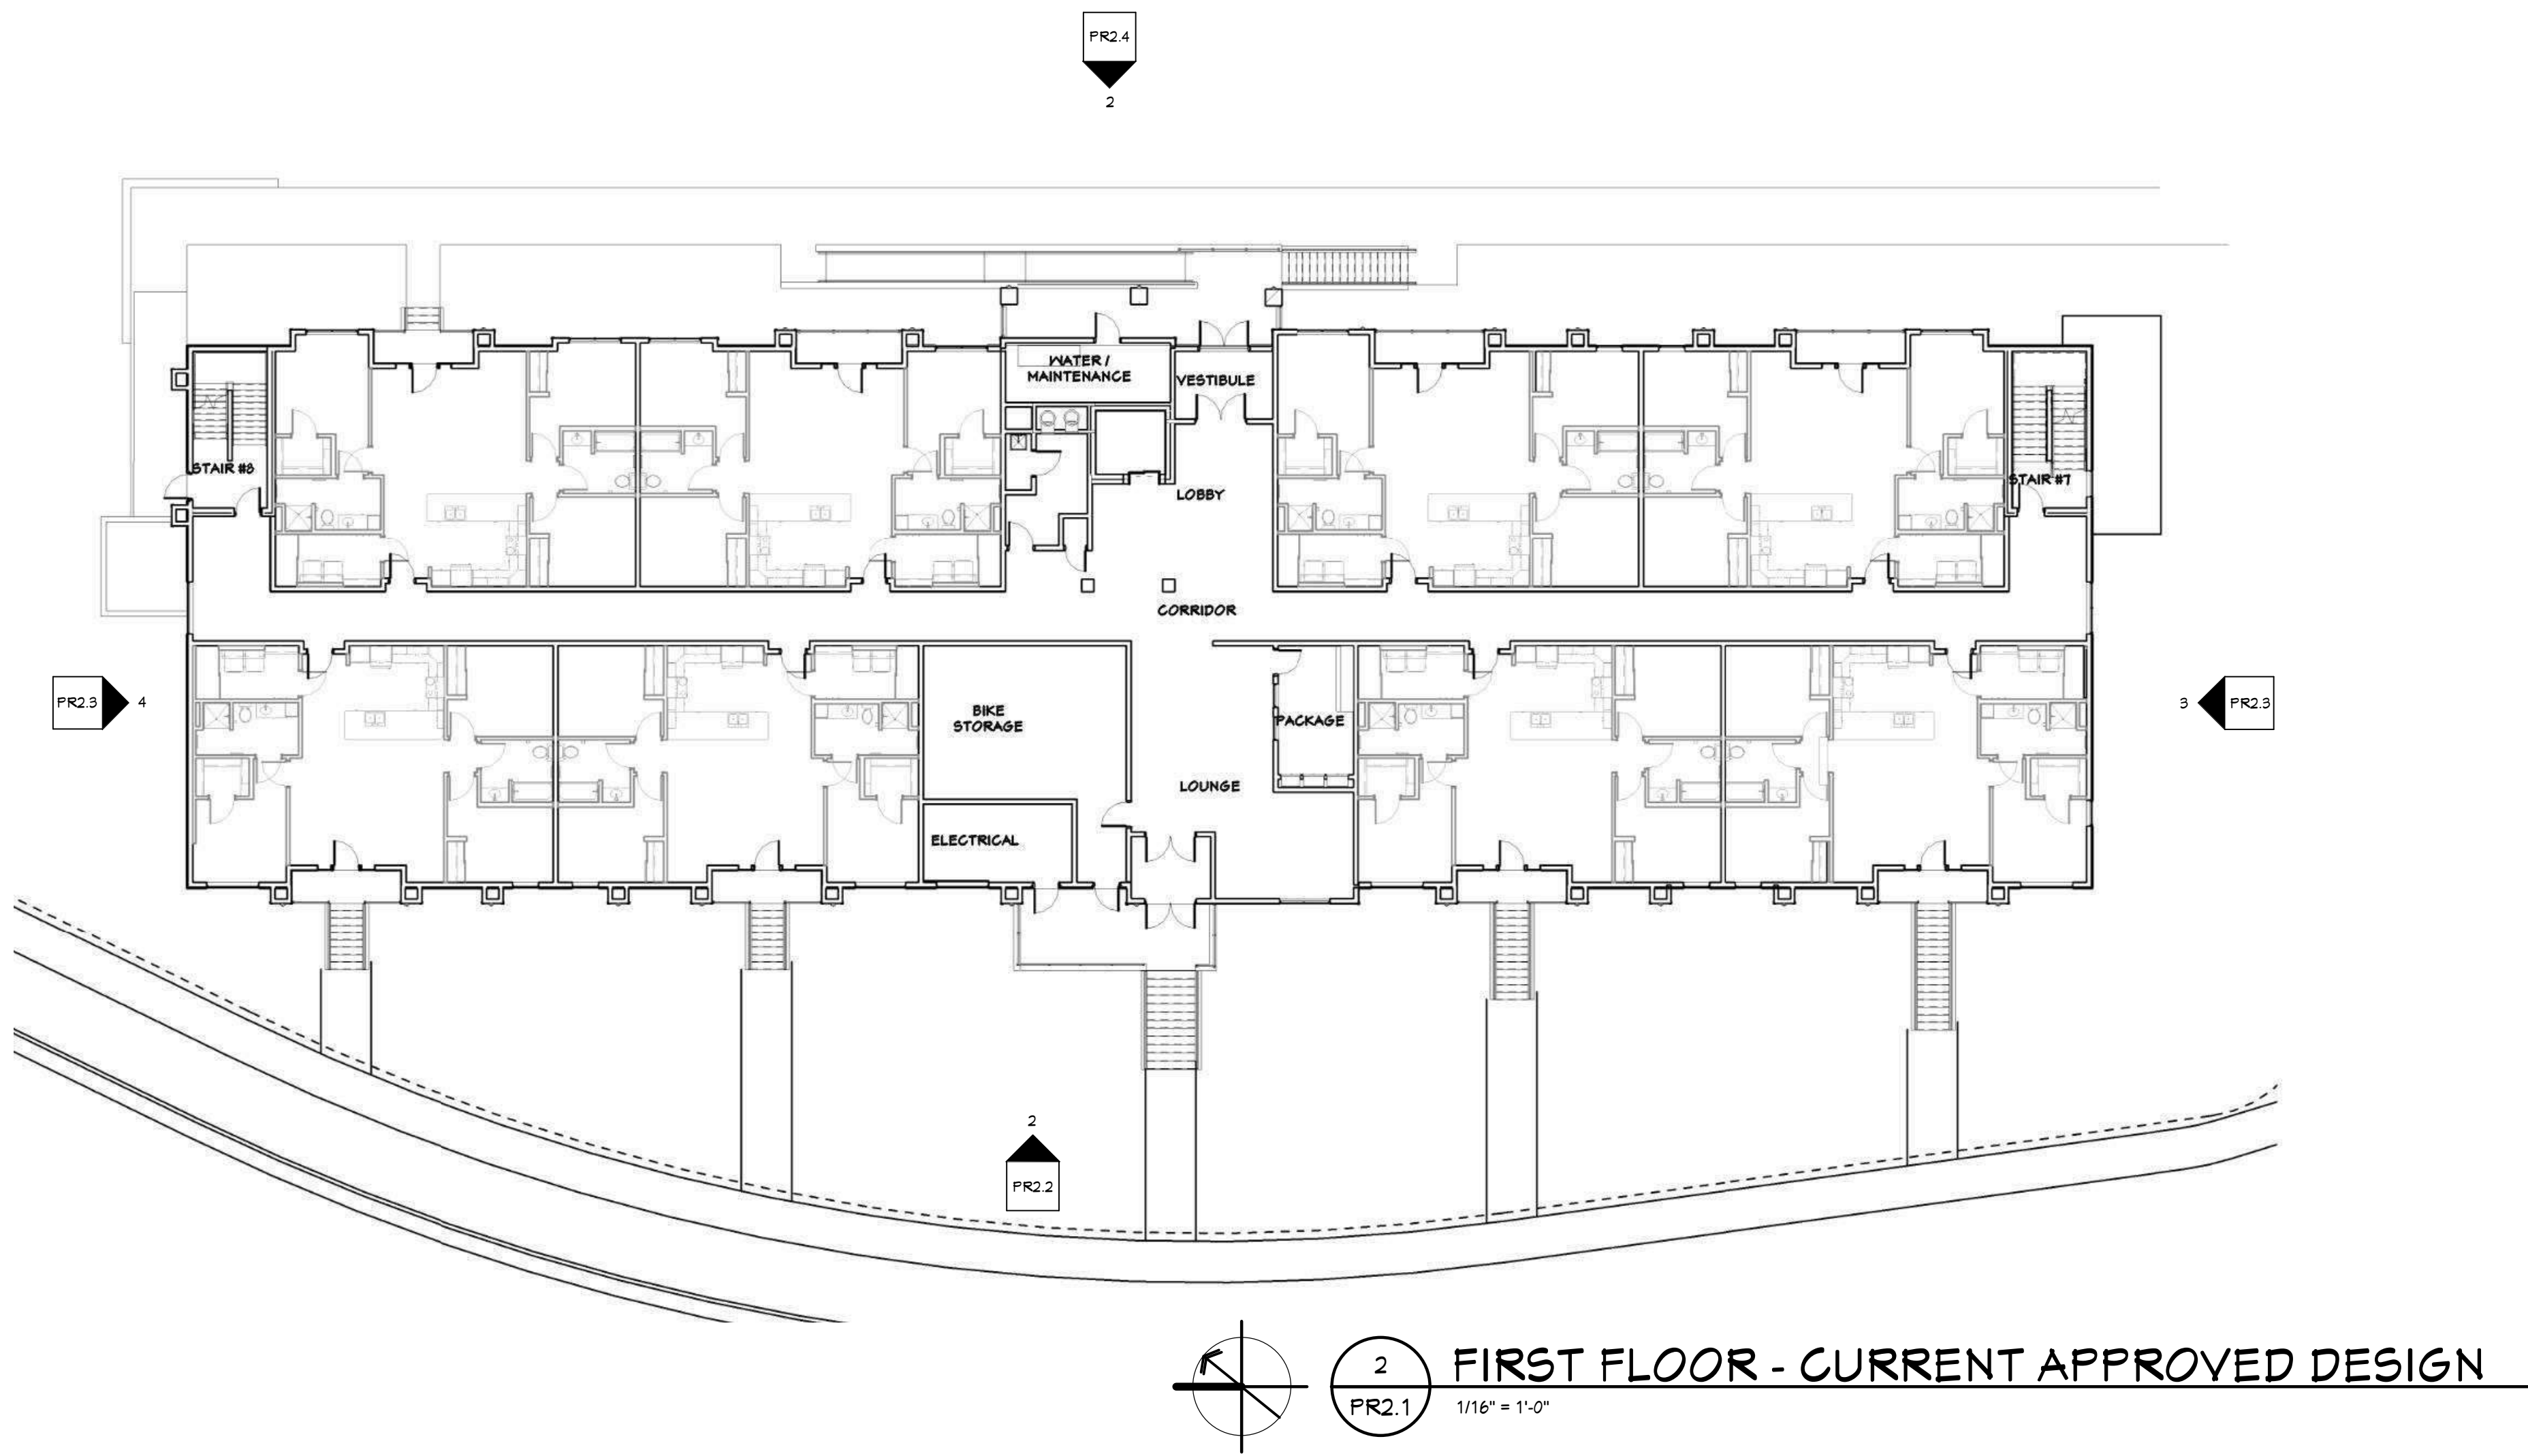 PR2.4
2
WATER /
MAINTENANCE
VESTIBULE
STAIR #8
STAIR #7
LOBBY
CORRIDOR
PR2.3
4
BIKE
STORAGE
PACKAGE
3
PR2.3
LOUNGE
ELECTRICAL
2
PR2.2
2
PR2.1
FIRST FLOOR - CURRENT APPROVED DESIGN
1/16" = 1'-0"